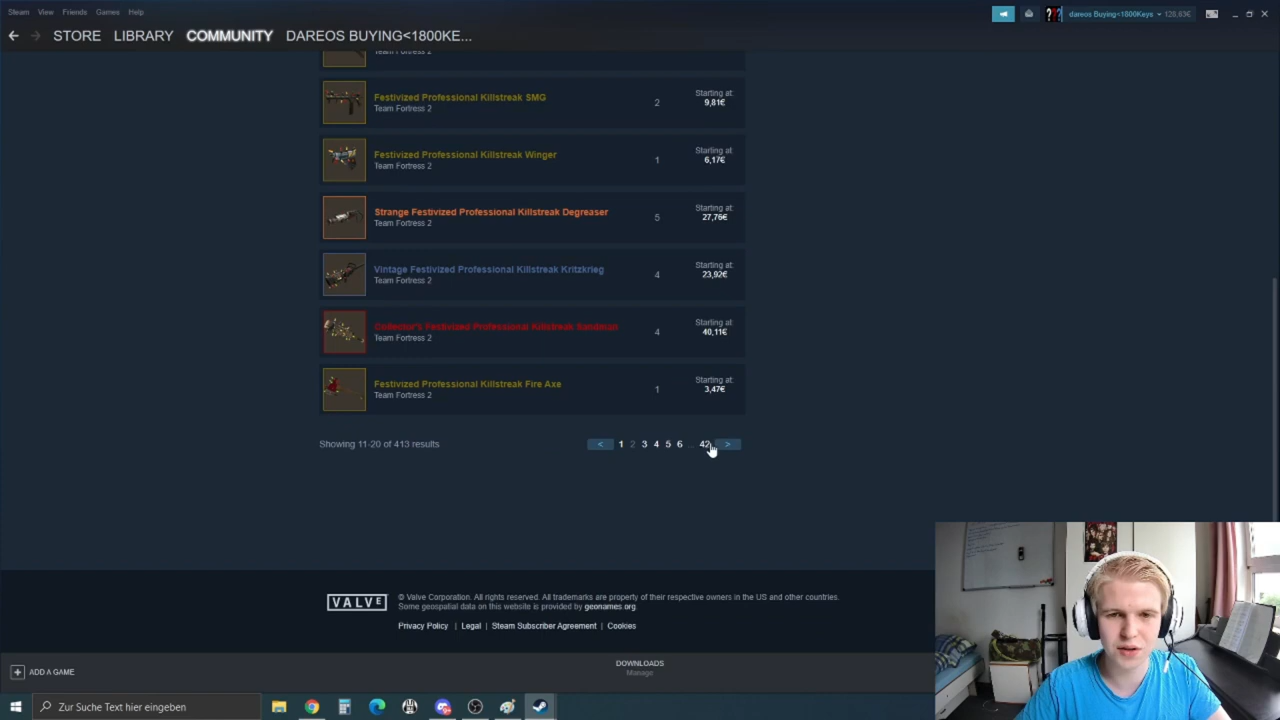 Steam View Friends Games Help
dareos Buying<1800Keys 128,63€
STORE LIBRARY COMMUNITY DAREOS BUYING<1800KE...
Team Fortress 2
Festivized Professional Killstreak SMG
Team Fortress 2
2
Starting at:
9,81€
Festivized Professional Killstreak Winger
Team Fortress 2
1
Starting at:
6,17€
Strange Festivized Professional Killstreak Degreaser
Team Fortress 2
5
Starting at:
27,76€
Vintage Festivized Professional Killstreak Kritzkrieg
Team Fortress 2
4
Starting at:
23,92€
Collector's Festivized Professional Killstreak Sandman
Team Fortress 2
4
Starting at:
40,11€
Festivized Professional Killstreak Fire Axe
Team Fortress 2
1
Starting at:
3,47€
Showing 11-20 of 413 results
< 1 2 3 4 5 6 ... 42 >
VALVE
© Valve Corporation. All rights reserved. All trademarks are property of their respective owners in the US and other countries.
Some geospatial data on this website is provided by geonames.org.
Privacy Policy | Legal | Steam Subscriber Agreement | Cookies
+ ADD A GAME
DOWNLOADS
Manage
Zur Suche Text hier eingeben